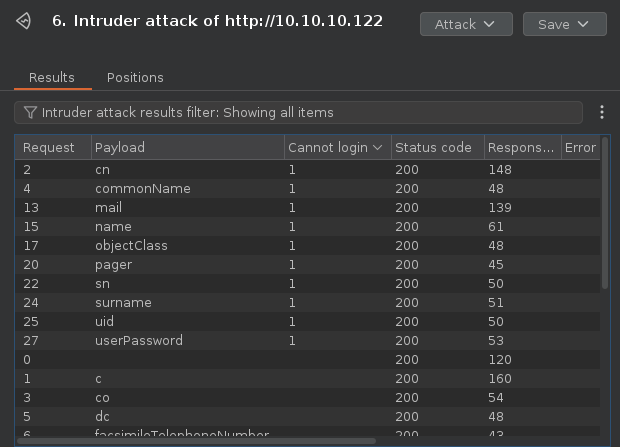 6. Intruder attack of http://10.10.10.122 Attack Save
Results Positions
Intruder attack results filter: Showing all items
Request Payload Cannot login Status code Respons... Error
2 cn 1 200 148
4 commonName 1 200 48
13 mail 1 200 139
15 name 1 200 61
17 objectClass 1 200 48
20 pager 1 200 45
22 sn 1 200 50
24 surname 1 200 51
25 uid 1 200 50
27 userPassword 1 200 53
0 200 120
1 c 200 160
3 co 200 54
5 dc 200 48
6 facsimileTelephoneNumber 200 43